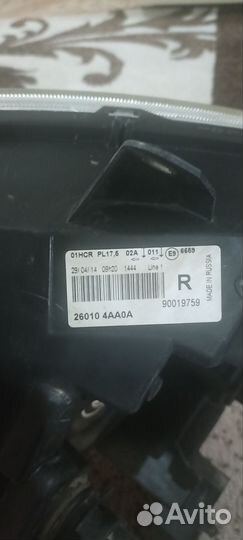 01HCR PL17,5 02A 011 E9 6669
29/04/14 09h20 1444 Line 1
R
90019759
MADE IN RUSSIA
26010 4AA0A
Avito